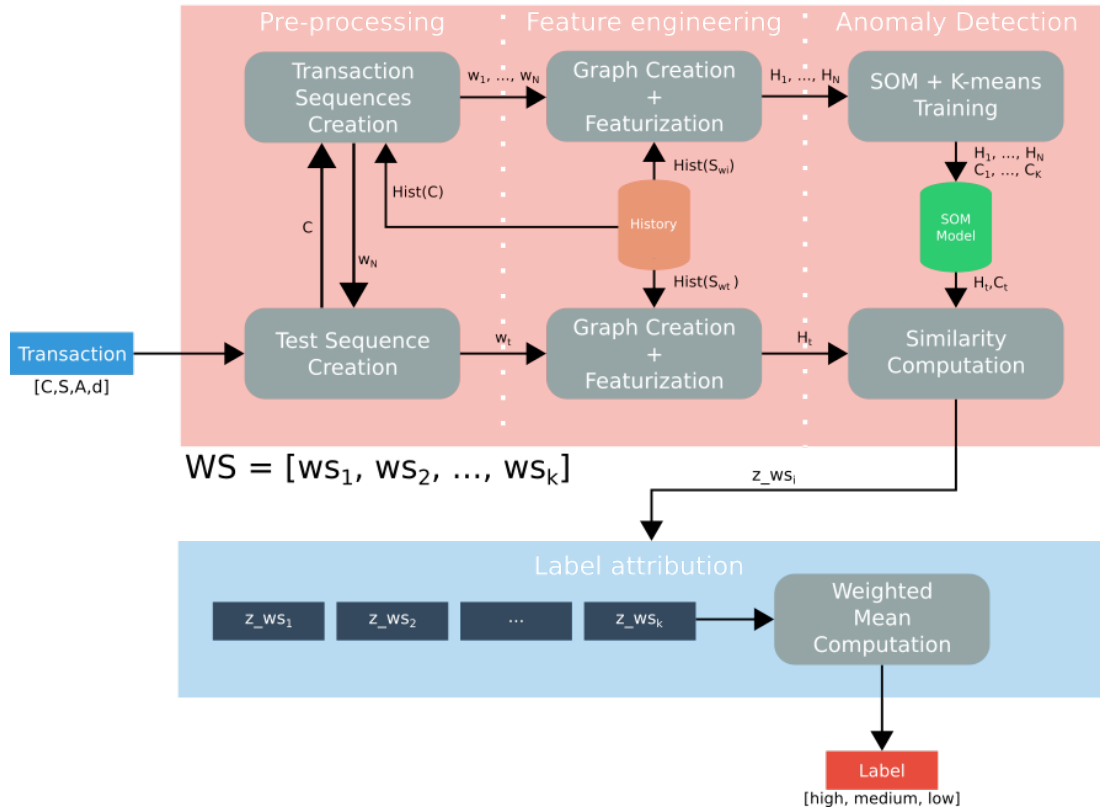 Pre-processing
Feature engineering
Anomaly Detection
Transaction
Sequences
Creation
w₁, ..., w_N
Graph Creation
+
Featurization
H₁, ..., H_N
SOM + K-means
Training
H₁, ..., H_N
C₁, ..., C_K
Hist(S_wi)
Hist(C)
History
SOM
Model
C
w_N
Hist(S_wt)
H_t,C_t
Transaction
[C,S,A,d]
Test Sequence
Creation
w_t
Graph Creation
+
Featurization
H_t
Similarity
Computation
WS = [ws₁, ws₂, ..., ws_k]
z_ws_i
Label attribution
z_ws₁
z_ws₂
...
z_ws_k
Weighted
Mean
Computation
Label
[high, medium, low]